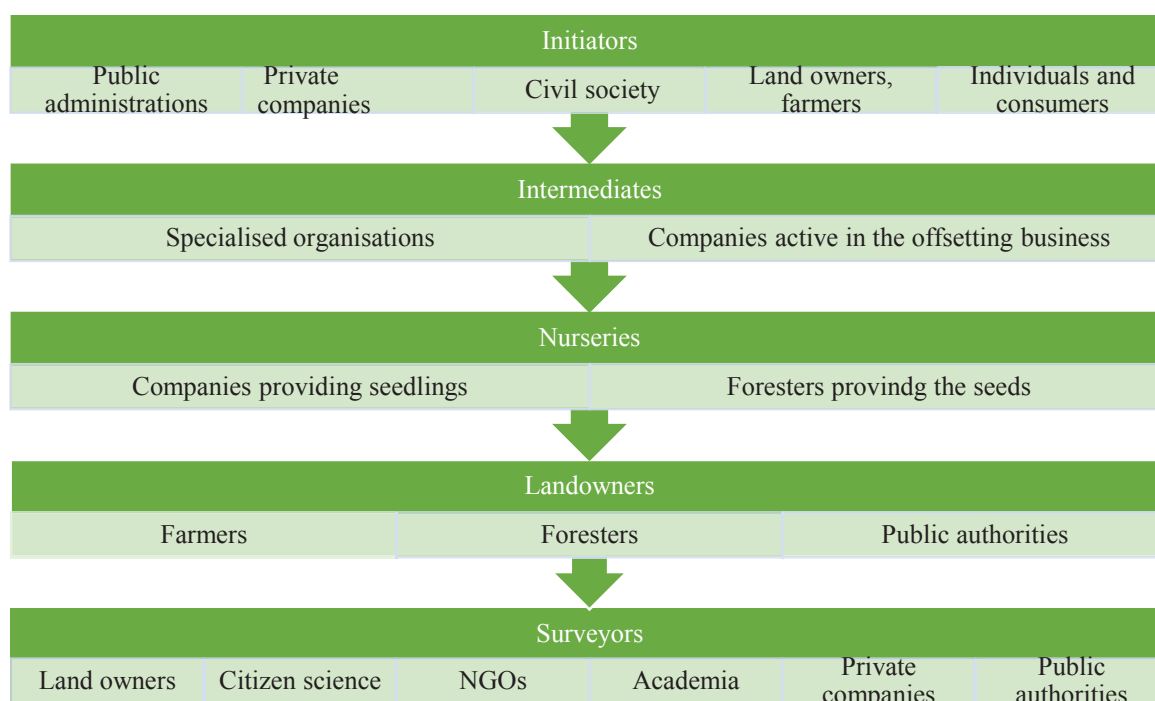 Initiators
Public administrations
Private companies
Civil society
Land owners, farmers
Individuals and consumers
Intermediates
Specialised organisations
Companies active in the offsetting business
Nurseries
Companies providing seedlings
Foresters provindg the seeds
Landowners
Farmers
Foresters
Public authorities
Surveyors
Land owners
Citizen science
NGOs
Academia
Private companies
Public authorities